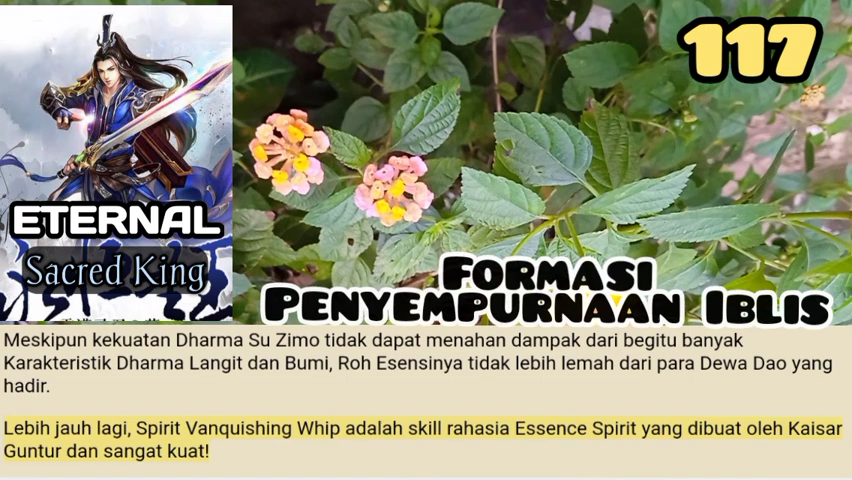 117
ETERNAL
Sacred King
FORMASI
PENYEMPURNAAN IBLIS
Meskipun kekuatan Dharma Su Zimo tidak dapat menahan dampak dari begitu banyak
Karakteristik Dharma Langit dan Bumi, Roh Esensinya tidak lebih lemah dari para Dewa Dao yang
hadir.
Lebih jauh lagi, Spirit Vanquishing Whip adalah skill rahasia Essence Spirit yang dibuat oleh Kaisar
Guntur dan sangat kuat!